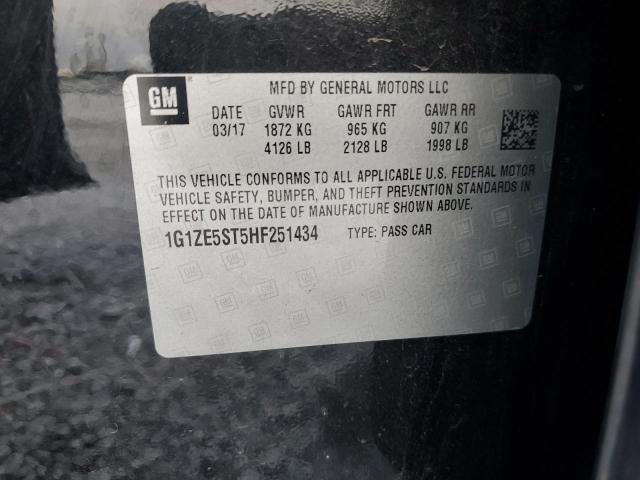 GM
MFD BY GENERAL MOTORS LLC
DATE GVWR GAWR FRT GAWR RR
03/17 1872 KG 965 KG 907 KG
4126 LB 2128 LB 1998 LB
THIS VEHICLE CONFORMS TO ALL APPLICABLE U.S. FEDERAL MOTOR
VEHICLE SAFETY, BUMPER, AND THEFT PREVENTION STANDARDS IN
EFFECT ON THE DATE OF MANUFACTURE SHOWN ABOVE.
1G1ZE5ST5HF251434 TYPE: PASS CAR